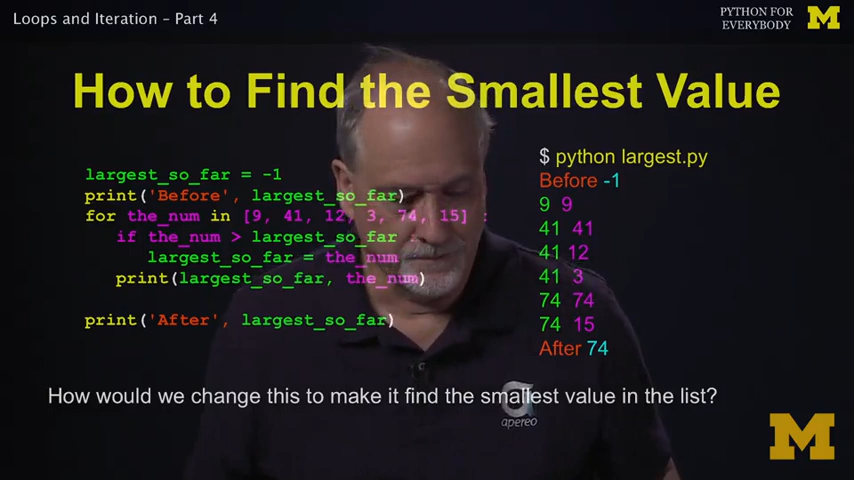 Loops and Iteration – Part 4
PYTHON FOR
EVERYBODY
M
How to Find the Smallest Value
largest_so_far = -1
print('Before', largest_so_far)
for the_num in [9, 41, 12, 3, 74, 15] :
if the_num > largest_so_far :
largest_so_far = the_num
print(largest_so_far, the_num)
print('After', largest_so_far)
$ python largest.py
Before -1
9 9
41 41
41 12
41 3
74 74
74 15
After 74
How would we change this to make it find the smallest value in the list?
apereo
M